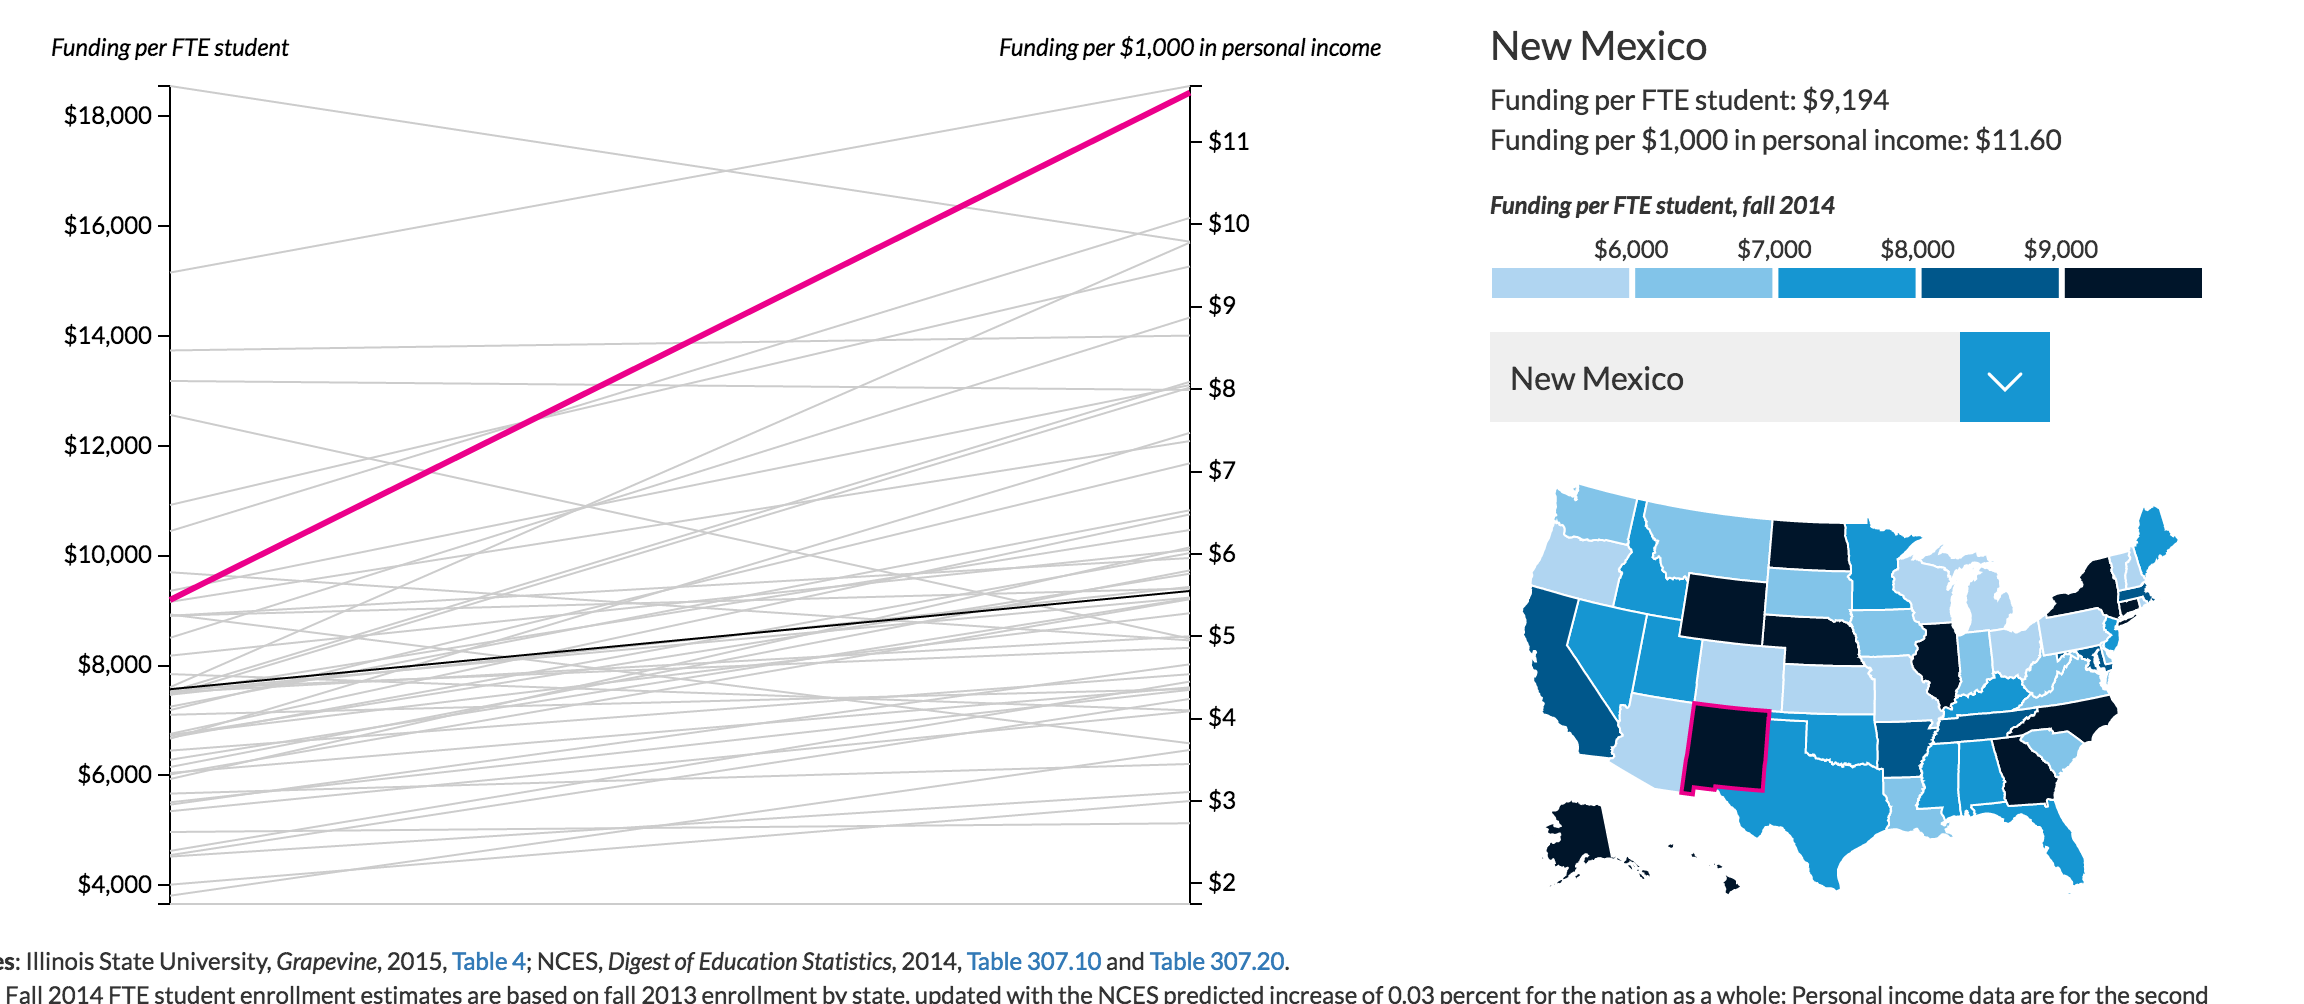 Funding per FTE student
Funding per $1,000 in personal income
$18,000
$16,000
$14,000
$12,000
$10,000
$8,000
$6,000
$4,000
$11
$10
$9
$8
$7
$6
$5
$4
$3
$2
New Mexico
Funding per FTE student: $9,194
Funding per $1,000 in personal income: $11.60
Funding per FTE student, fall 2014
$6,000 $7,000 $8,000 $9,000
New Mexico
es: Illinois State University, Grapevine, 2015, Table 4; NCES, Digest of Education Statistics, 2014, Table 307.10 and Table 307.20.
Fall 2014 FTE student enrollment estimates are based on fall 2013 enrollment by state, updated with the NCES predicted increase of 0.03 percent for the nation as a whole; Personal income data are for the second